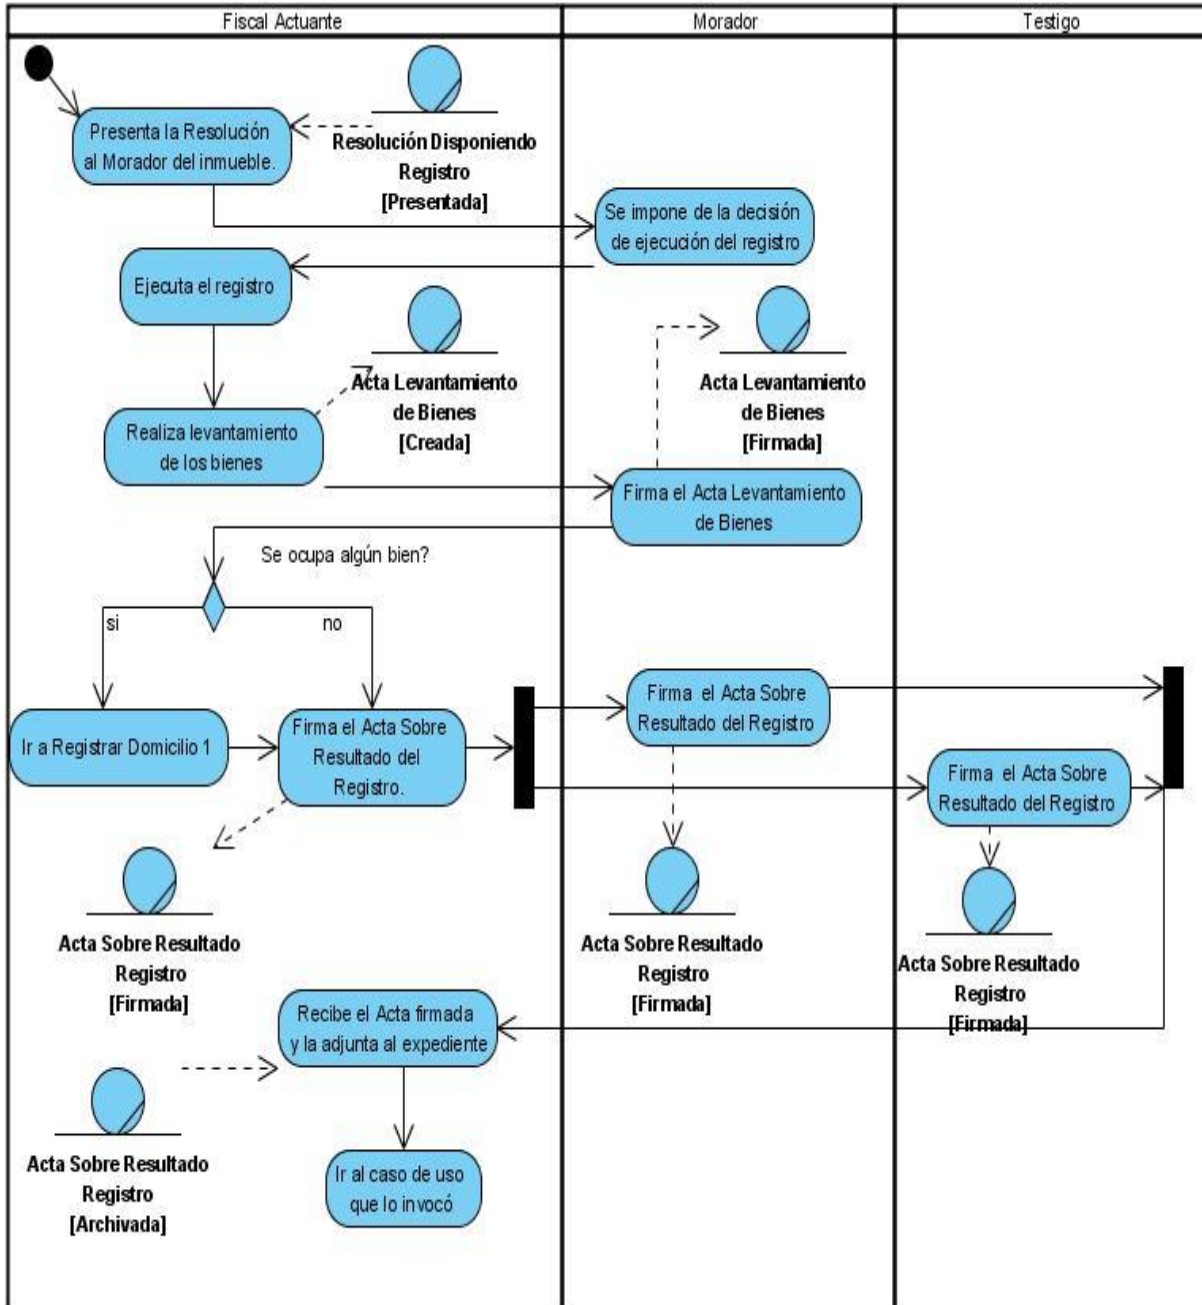 Fiscal Actuante
Morador
Testigo
Presenta la Resolución
al Morador del inmueble.
Resolución Disponiendo
Registro
[Presentada]
Se impone de la decisión
de ejecución del registro
Ejecuta el registro
Acta Levantamiento
de Bienes
[Creada]
Acta Levantamiento
de Bienes
[Firmada]
Realiza levantamiento
de los bienes
Firma el Acta Levantamiento
de Bienes
Se ocupa algún bien?
si
no
Ir a Registrar Domicilio 1
Firma el Acta Sobre
Resultado del
Registro.
Firma el Acta Sobre
Resultado del Registro
Firma el Acta Sobre
Resultado del Registro
Acta Sobre Resultado
Registro
[Firmada]
Acta Sobre Resultado
Registro
[Firmada]
Acta Sobre Resultado
Registro
[Firmada]
Recibe el Acta firmada
y la adjunta al expediente
Acta Sobre Resultado
Registro
[Archivada]
Ir al caso de uso
que lo invocó